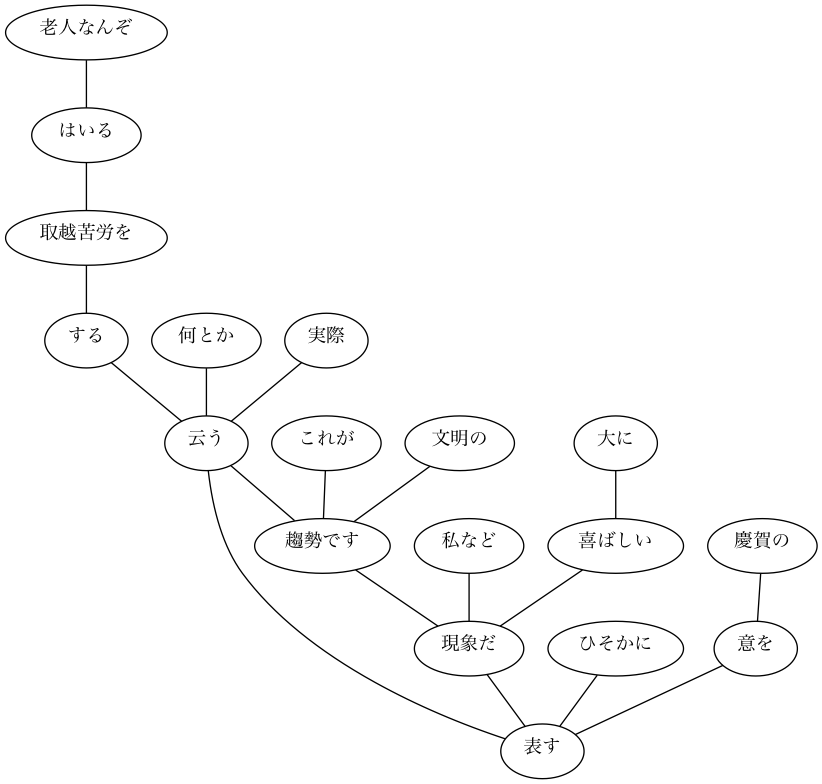 老人なんぞ
はいる
取越苦労を
する
何とか
実際
云う
これが
文明の
大に
趨勢です
私など
喜ばしい
慶賀の
現象だ
ひそかに
意を
表す